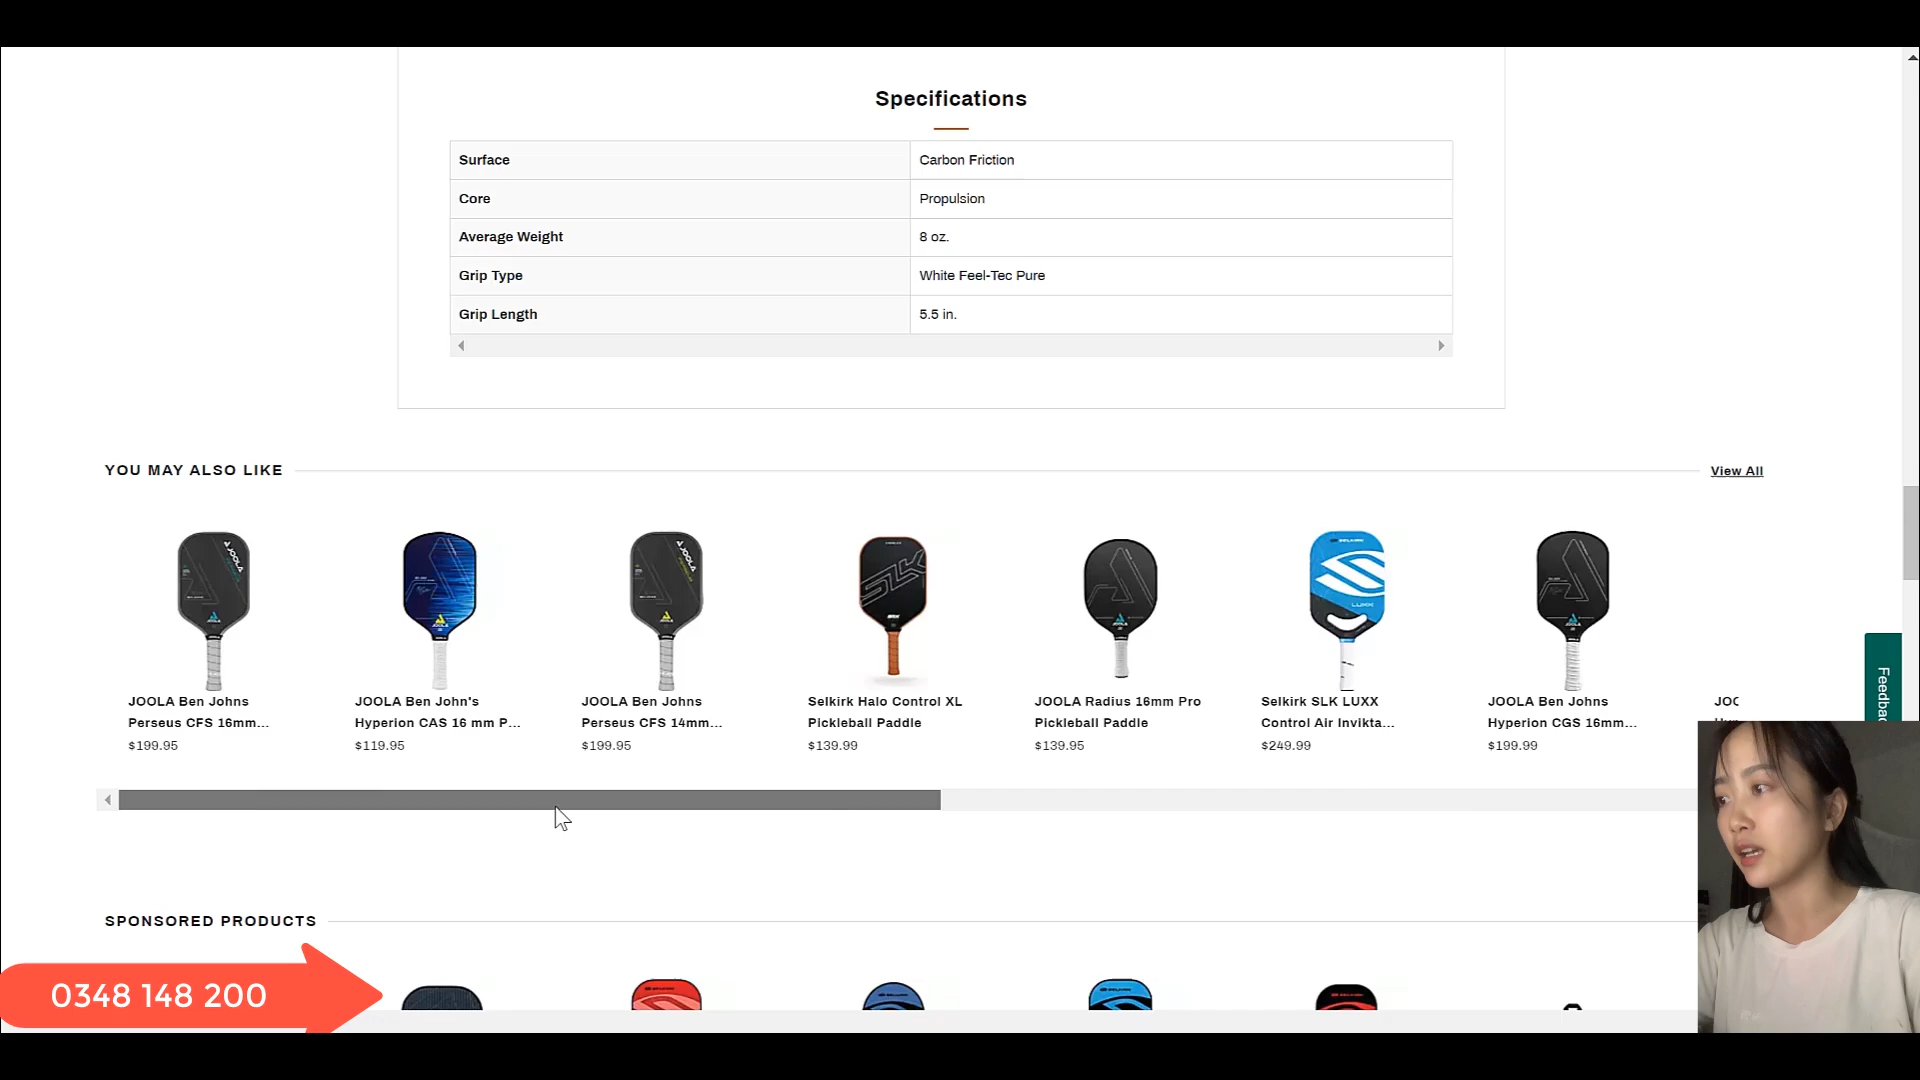 Specifications
Surface Carbon Friction
Core Propulsion
Average Weight 8 oz.
Grip Type White Feel-Tec Pure
Grip Length 5.5 in.
YOU MAY ALSO LIKE View All
JOOLA Ben Johns
Perseus CFS 16mm...
$199.95
JOOLA Ben John's
Hyperion CAS 16 mm P...
$119.95
JOOLA Ben Johns
Perseus CFS 14mm...
$199.95
Selkirk Halo Control XL
Pickleball Paddle
$139.99
JOOLA Radius 16mm Pro
Pickleball Paddle
$139.95
Selkirk SLK LUXX
Control Air Invikta...
$249.99
JOOLA Ben Johns
Hyperion CGS 16mm...
$199.99
SPONSORED PRODUCTS
0348 148 200